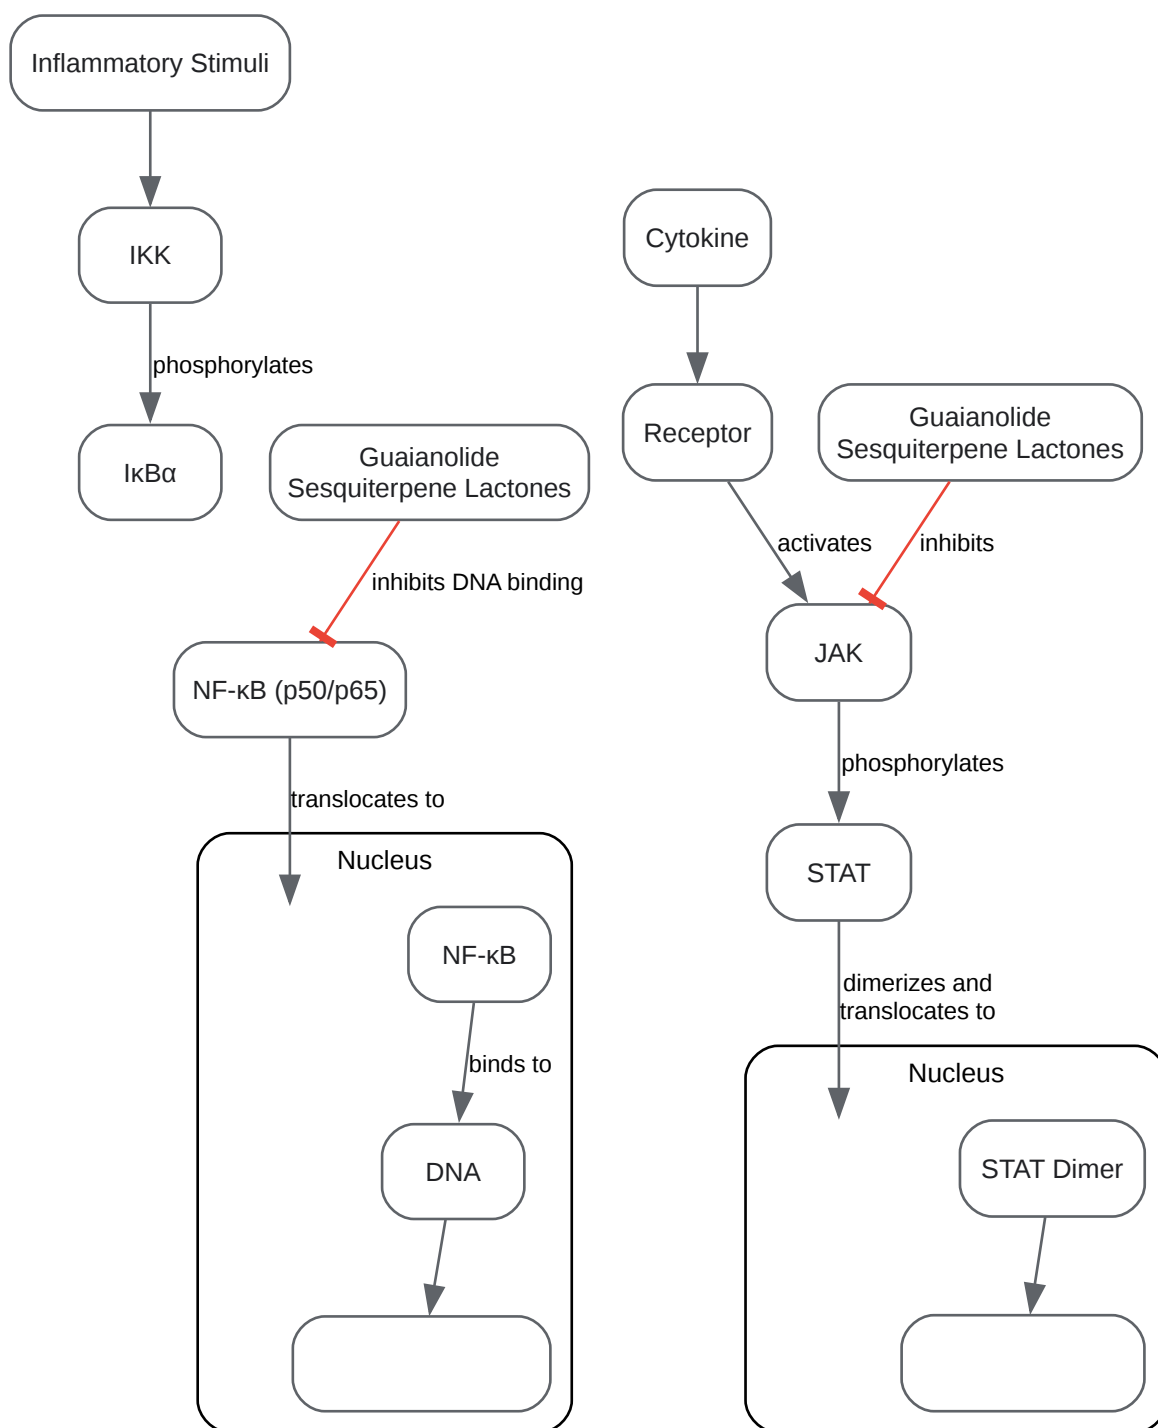 Inflammatory Stimuli
IKK
phosphorylates
IκBα
Guaianolide
Sesquiterpene Lactones
inhibits DNA binding
NF-κB (p50/p65)
translocates to
Nucleus
NF-κB
binds to
DNA
Cytokine
Receptor
Guaianolide
Sesquiterpene Lactones
activates
inhibits
JAK
phosphorylates
STAT
dimerizes and
translocates to
Nucleus
STAT Dimer